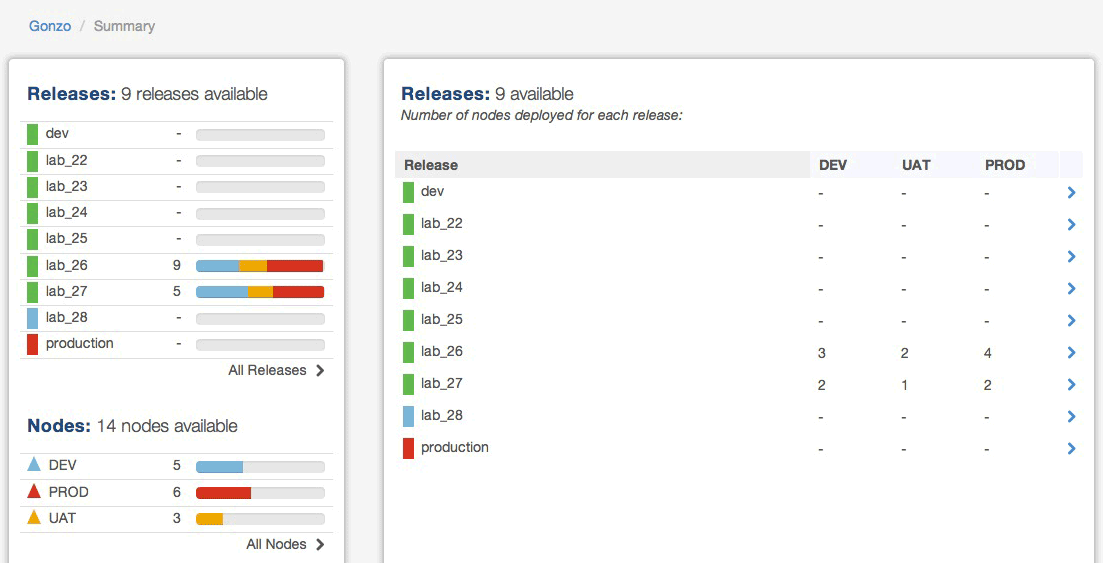 Gonzo / Summary
Releases: 9 releases available
dev -
lab_22 -
lab_23 -
lab_24 -
lab_25 -
lab_26 9
lab_27 5
lab_28 -
production -
All Releases
Nodes: 14 nodes available
DEV 5
PROD 6
UAT 3
All Nodes
Releases: 9 available
Number of nodes deployed for each release:
Release DEV UAT PROD
dev - - -
lab_22 - - -
lab_23 - - -
lab_24 - - -
lab_25 - - -
lab_26 3 2 4
lab_27 2 1 2
lab_28 - - -
production - - -